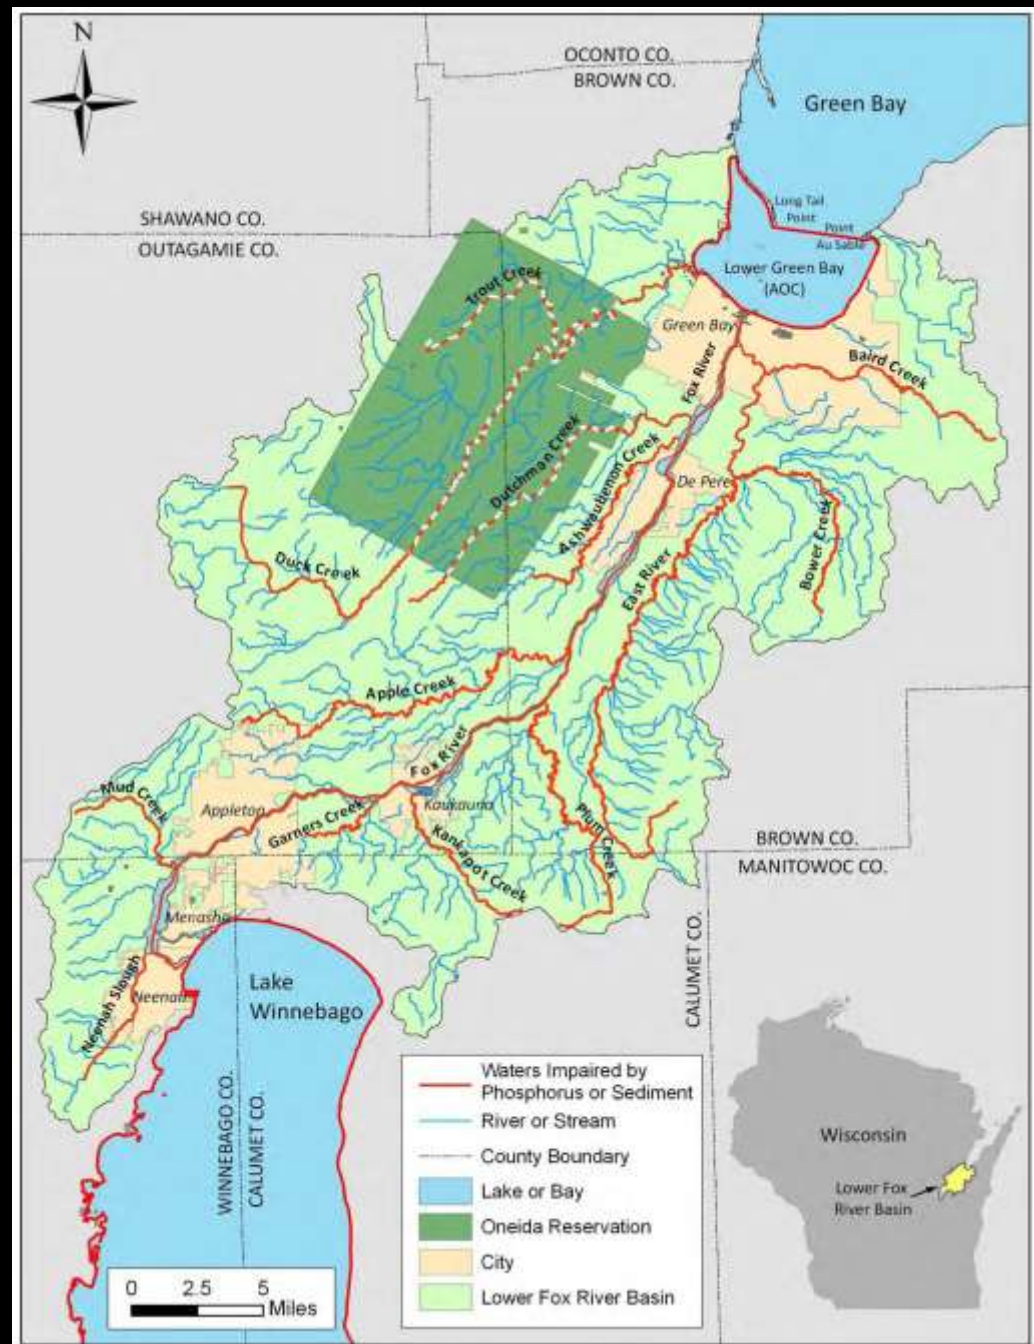 N
OCONTO CO.
BROWN CO.
Green Bay
SHAWANO CO.
OUTAGAMIE CO.
Long Tail
Point
Point
Au Sable
Lower Green Bay
(AOC)
Trout Creek
Green Bay
Fox River
Baird Creek
Dutchman Creek
Ashwaubenon Creek
De Pere
Duck Creek
East River
Bower Creek
Apple Creek
Fox River
Mud Creek
Appleton
Garners Creek
Kaukauna
Kankapot Creek
Plum Creek
BROWN CO.
MANITOWOC CO.
Menasha
Neenah Slough
Neenah
Lake
Winnebago
CALUMET CO.
WINNEBAGO CO.
CALUMET CO.
Waters Impaired by
Phosphorus or Sediment
River or Stream
County Boundary
Lake or Bay
Oneida Reservation
City
Lower Fox River Basin
0 2.5 5
Miles
Wisconsin
Lower Fox
River Basin